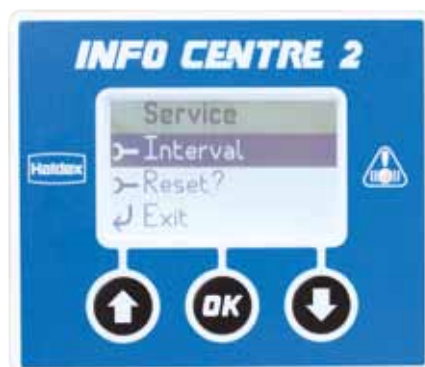 INFO CENTRE 2
Service
Interval
Haldex
Reset?
Exit
OK